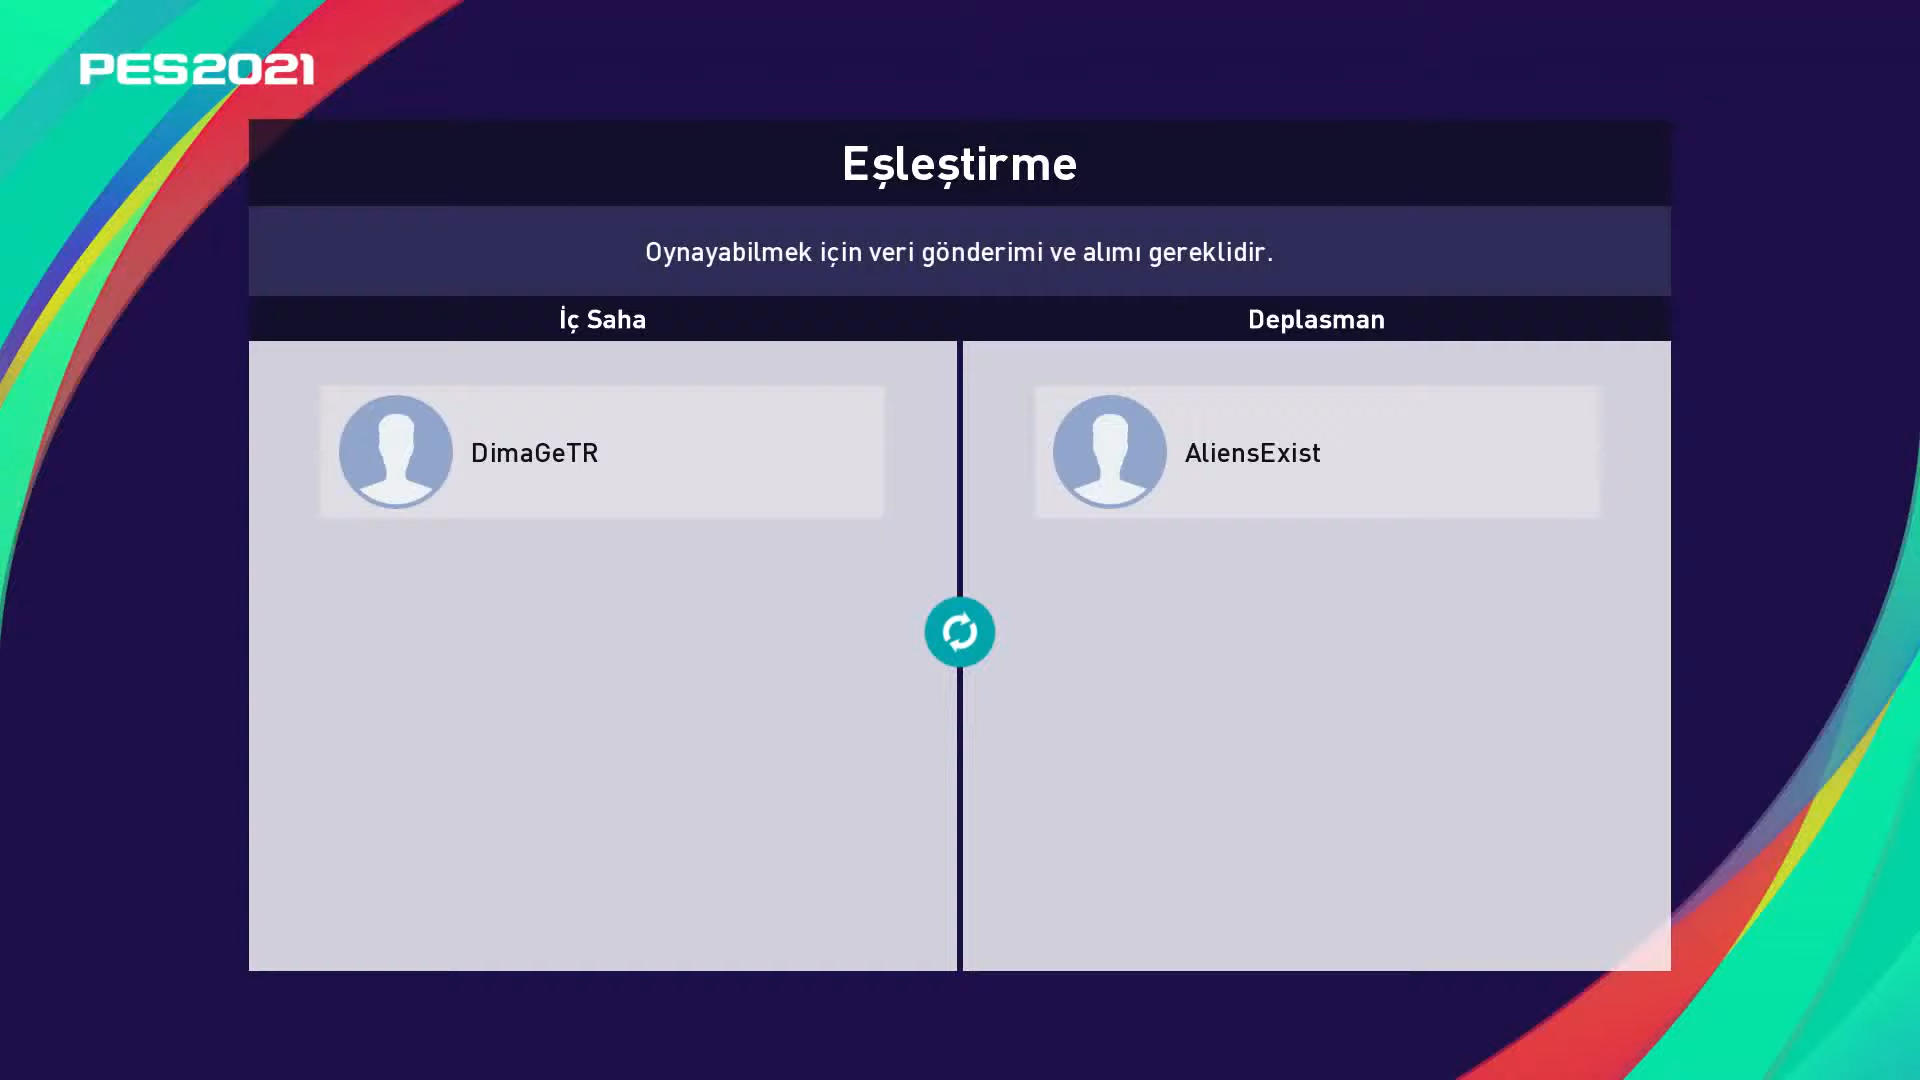 PES2021
Eşleştirme
Oynayabilmek için veri gönderimi ve alımı gereklidir.
İç Saha
Deplasman
DimaGeTR
AliensExist